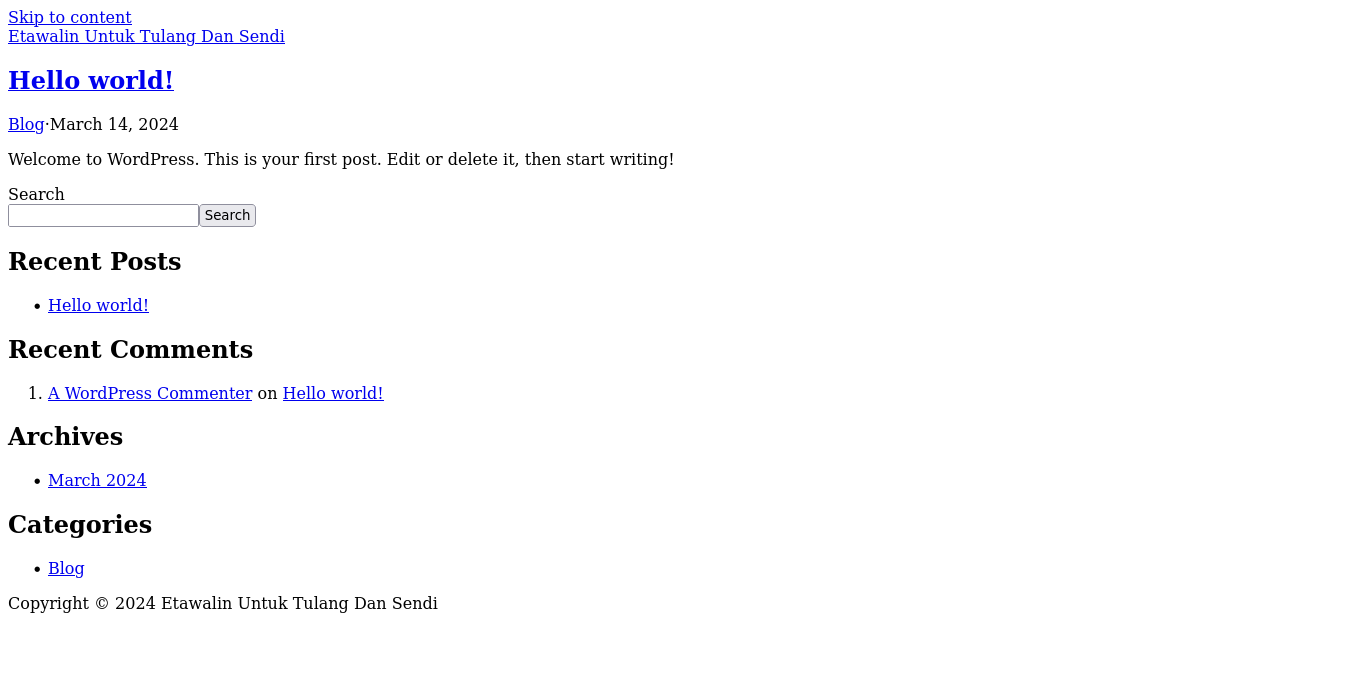 Skip to content
Etawalin Untuk Tulang Dan Sendi
Hello world!
Blog·March 14, 2024
Welcome to WordPress. This is your first post. Edit or delete it, then start writing!
Search
Search
Recent Posts
• Hello world!
Recent Comments
1. A WordPress Commenter on Hello world!
Archives
• March 2024
Categories
• Blog
Copyright © 2024 Etawalin Untuk Tulang Dan Sendi